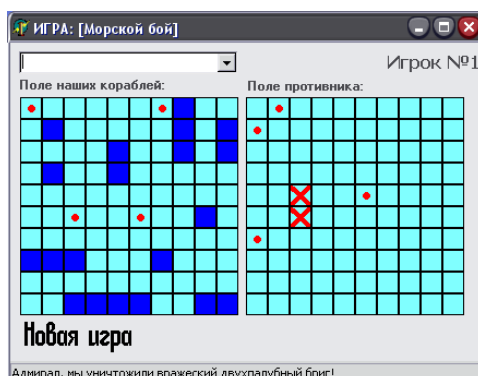 ИГРА: [Морской бой]
Игрок №1
Поле наших кораблей:
Поле противника:
Новая игра
Адмирал, мы уничтожили вражеский двухпалубный бриг!